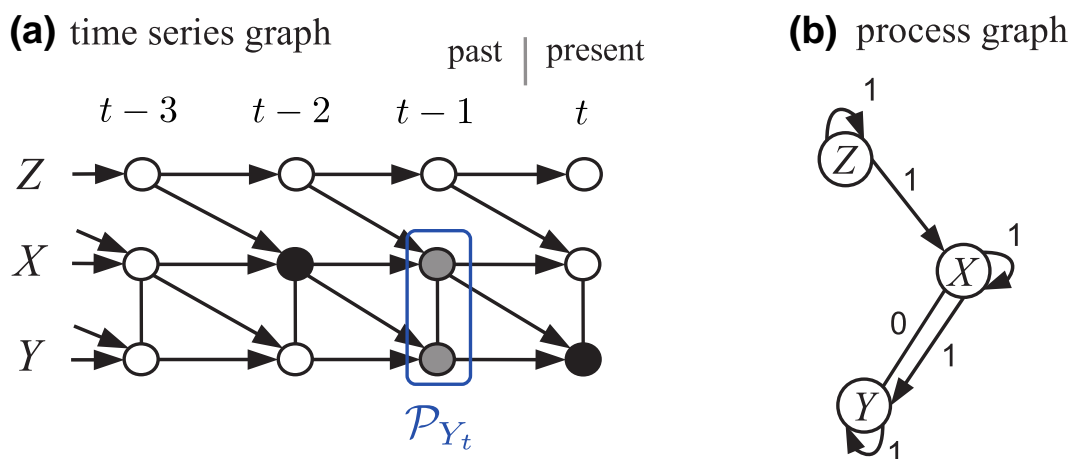 (a) time series graph
past | present
t − 3 t − 2 t − 1 t
Z
X
Y
𝒫_{Y_t}
(b) process graph
1
Z
1
1
X
0
1
Y
1